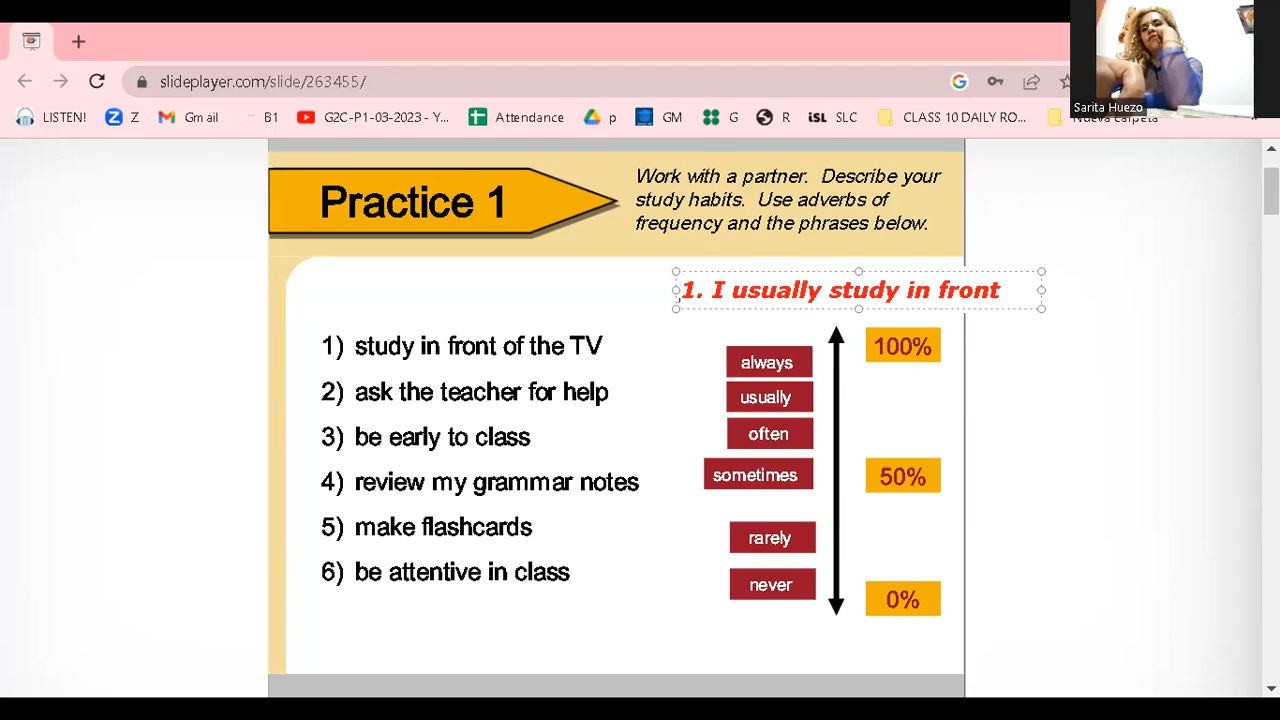 slideplayer.com/slide/263455/
Sarita Huezo
LISTEN!
Z
Gmail
B1
G2C-P1-03-2023 - Y...
Attendance
p
GM
G
R
iSL
SLC
CLASS 10 DAILY RO...
Nueva carpeta
Practice 1
Work with a partner. Describe your
study habits. Use adverbs of
frequency and the phrases below.
1. I usually study in front
1) study in front of the TV
2) ask the teacher for help
3) be early to class
4) review my grammar notes
5) make flashcards
6) be attentive in class
always
usually
often
sometimes
rarely
never
100%
50%
0%